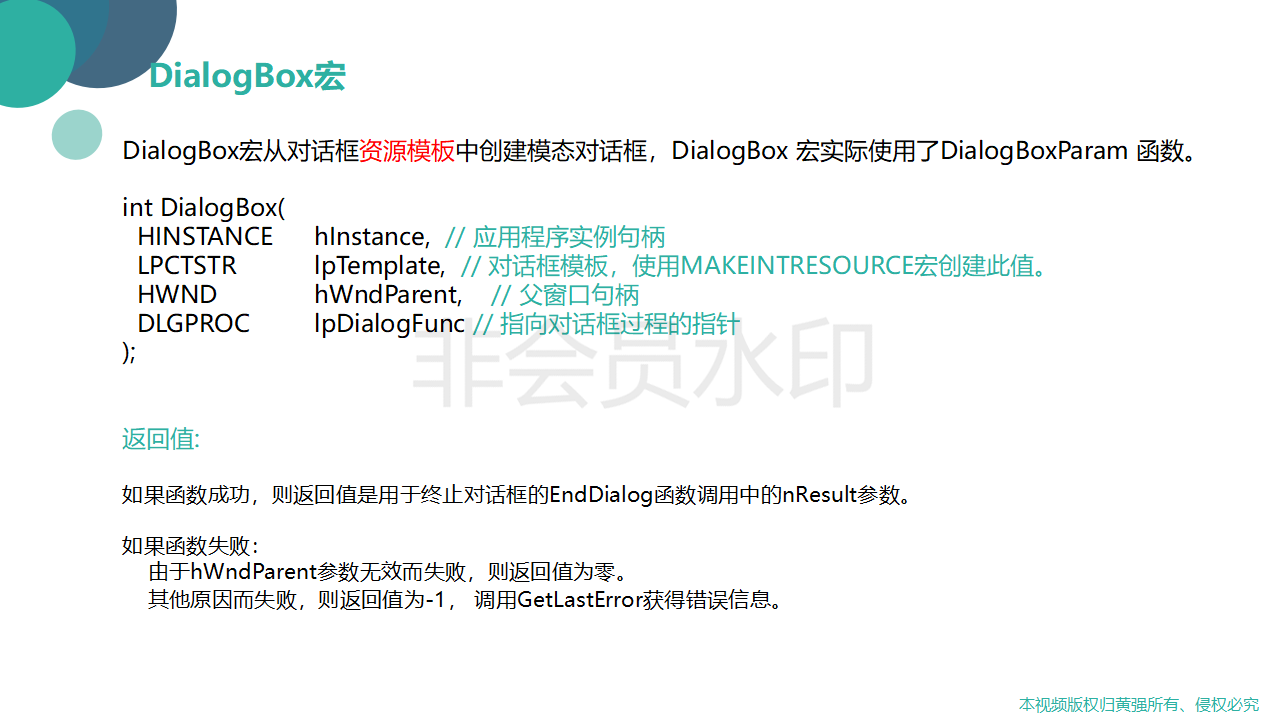 DialogBox宏
DialogBox宏从对话框资源模板中创建模态对话框，DialogBox 宏实际使用了DialogBoxParam 函数。
int DialogBox(
HINSTANCE hInstance, // 应用程序实例句柄
LPCTSTR lpTemplate, // 对话框模板，使用MAKEINTRESOURCE宏创建此值。
HWND hWndParent, // 父窗口句柄
DLGPROC lpDialogFunc // 指向对话框过程的指针
);
非会员水印
返回值:
如果函数成功，则返回值是用于终止对话框的EndDialog函数调用中的nResult参数。
如果函数失败：
由于hWndParent参数无效而失败，则返回值为零。
其他原因而失败，则返回值为-1， 调用GetLastError获得错误信息。
本视频版权归黄强所有、侵权必究